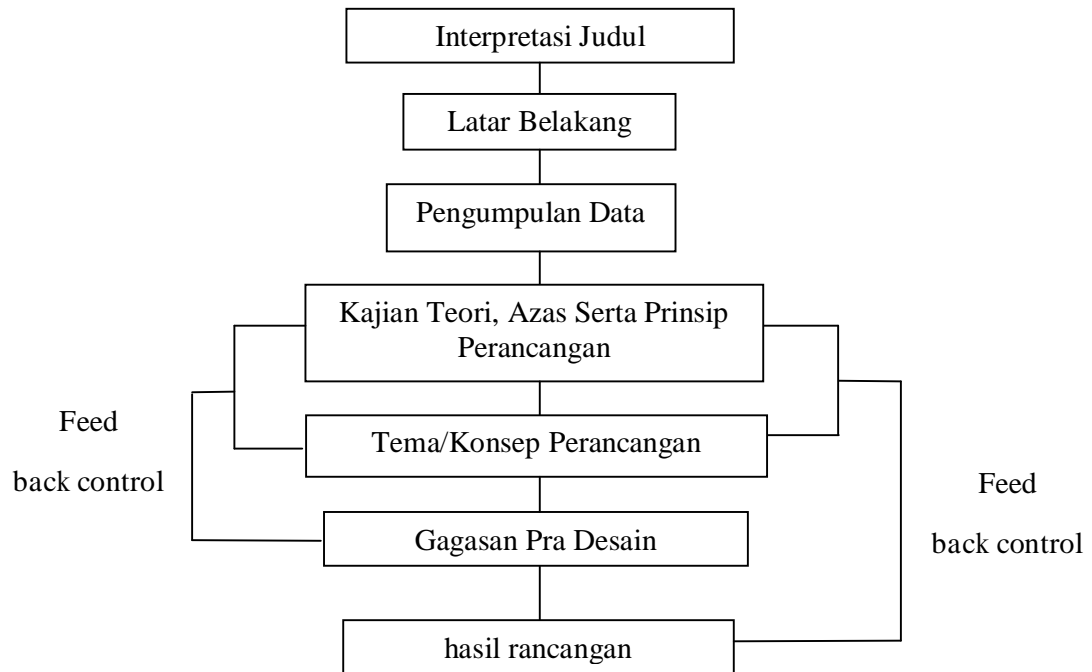 Interpretasi Judul
Latar Belakang
Pengumpulan Data
Kajian Teori, Azas Serta Prinsip
Perancangan
Tema/Konsep Perancangan
Gagasan Pra Desain
hasil rancangan
Feed
back control
Feed
back control